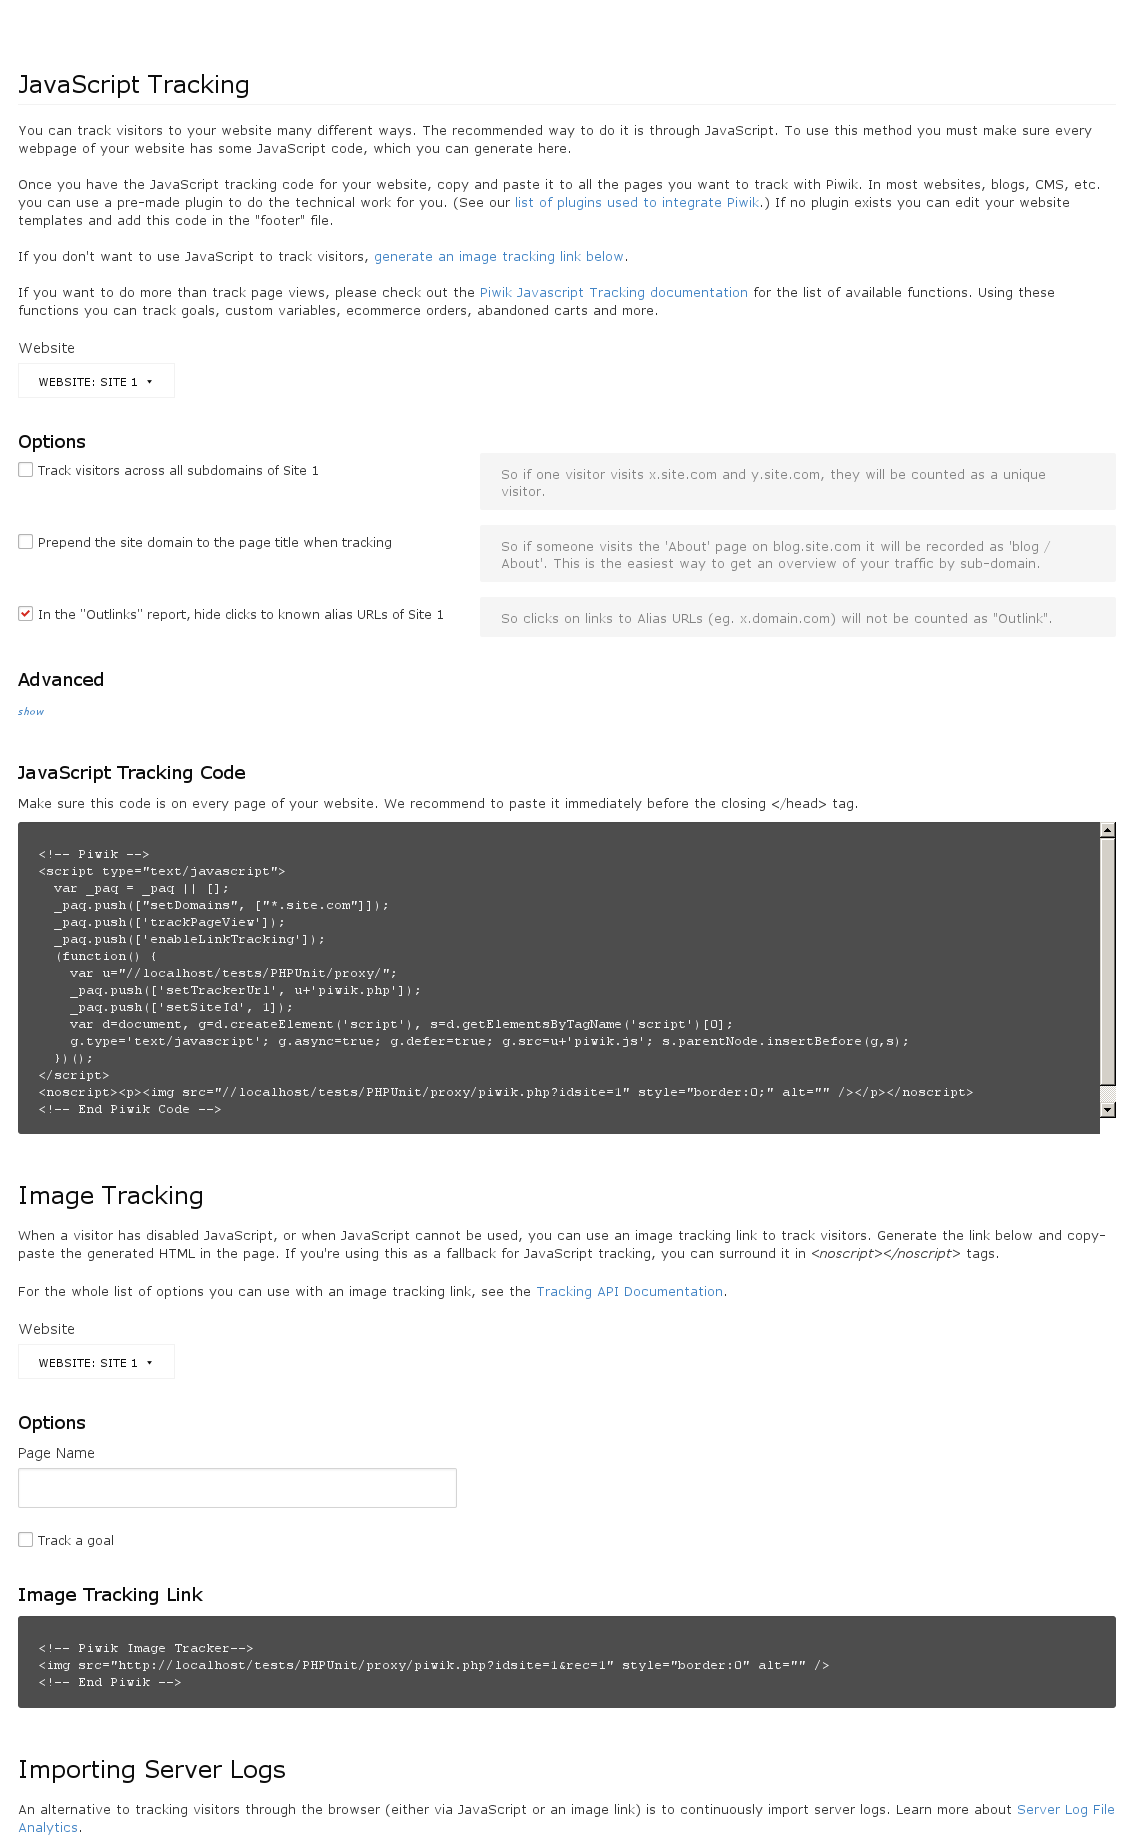 JavaScript Tracking
You can track visitors to your website many different ways. The recommended way to do it is through JavaScript. To use this method you must make sure every
webpage of your website has some JavaScript code, which you can generate here.
Once you have the JavaScript tracking code for your website, copy and paste it to all the pages you want to track with Piwik. In most websites, blogs, CMS, etc.
you can use a pre-made plugin to do the technical work for you. (See our list of plugins used to integrate Piwik.) If no plugin exists you can edit your website
templates and add this code in the "footer" file.
If you don't want to use JavaScript to track visitors, generate an image tracking link below.
If you want to do more than track page views, please check out the Piwik Javascript Tracking documentation for the list of available functions. Using these
functions you can track goals, custom variables, ecommerce orders, abandoned carts and more.
Website
WEBSITE: SITE 1
Options
Track visitors across all subdomains of Site 1
So if one visitor visits x.site.com and y.site.com, they will be counted as a unique
visitor.
Prepend the site domain to the page title when tracking
So if someone visits the 'About' page on blog.site.com it will be recorded as 'blog /
About'. This is the easiest way to get an overview of your traffic by sub-domain.
In the "Outlinks" report, hide clicks to known alias URLs of Site 1
So clicks on links to Alias URLs (eg. x.domain.com) will not be counted as "Outlink".
Advanced
show
JavaScript Tracking Code
Make sure this code is on every page of your website. We recommend to paste it immediately before the closing </head> tag.
<!-- Piwik -->
<script type="text/javascript">
  var _paq = _paq || [];
  _paq.push(["setDomains", ["*.site.com"]]);
  _paq.push(['trackPageView']);
  _paq.push(['enableLinkTracking']);
  (function() {
    var u="//localhost/tests/PHPUnit/proxy/";
    _paq.push(['setTrackerUrl', u+'piwik.php']);
    _paq.push(['setSiteId', 1]);
    var d=document, g=d.createElement('script'), s=d.getElementsByTagName('script')[0];
    g.type='text/javascript'; g.async=true; g.defer=true; g.src=u+'piwik.js'; s.parentNode.insertBefore(g,s);
  })();
</script>
<noscript><p><img src="//localhost/tests/PHPUnit/proxy/piwik.php?idsite=1" style="border:0;" alt="" /></p></noscript>
<!-- End Piwik Code -->
Image Tracking
When a visitor has disabled JavaScript, or when JavaScript cannot be used, you can use an image tracking link to track visitors. Generate the link below and copy-
paste the generated HTML in the page. If you're using this as a fallback for JavaScript tracking, you can surround it in <noscript></noscript> tags.
For the whole list of options you can use with an image tracking link, see the Tracking API Documentation.
Website
WEBSITE: SITE 1
Options
Page Name
Track a goal
Image Tracking Link
<!-- Piwik Image Tracker-->
<img src="http://localhost/tests/PHPUnit/proxy/piwik.php?idsite=1&rec=1" style="border:0" alt="" />
<!-- End Piwik -->
Importing Server Logs
An alternative to tracking visitors through the browser (either via JavaScript or an image link) is to continuously import server logs. Learn more about Server Log File
Analytics.